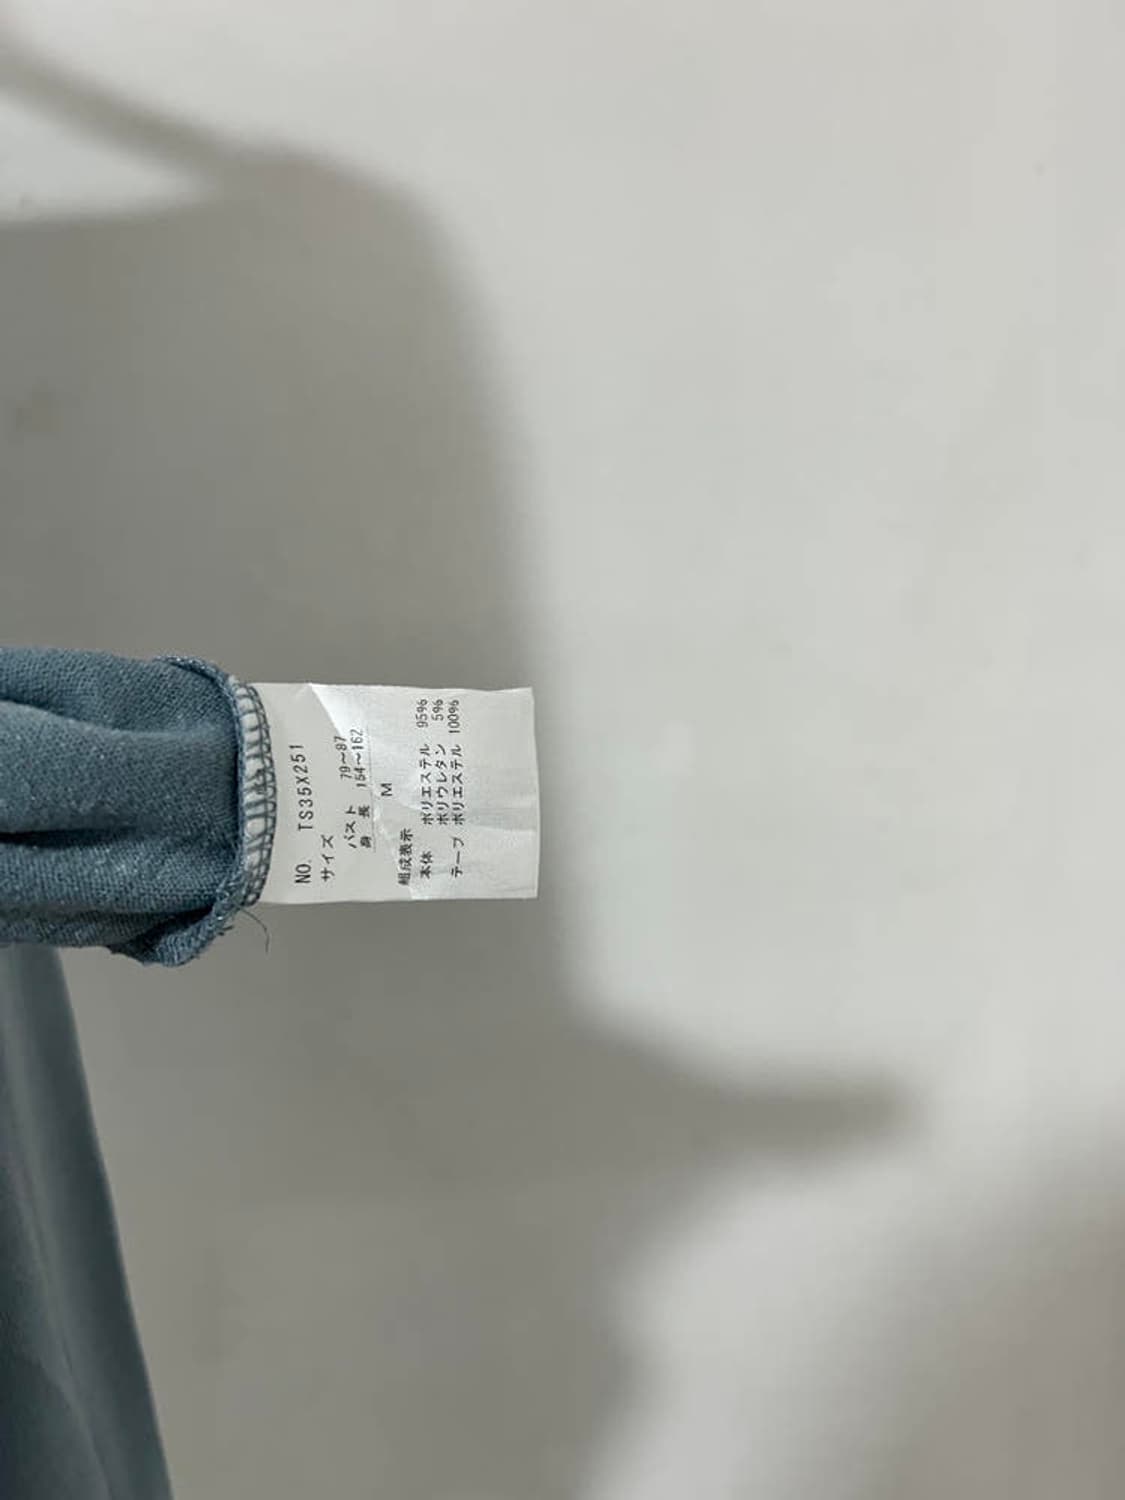 NO. TS35X251
サイズ
バスト 79〜87
身長 154〜162
M
組成表示
本体 ポリエステル 95%
ポリウレタン 5%
テープ ポリエステル 100%